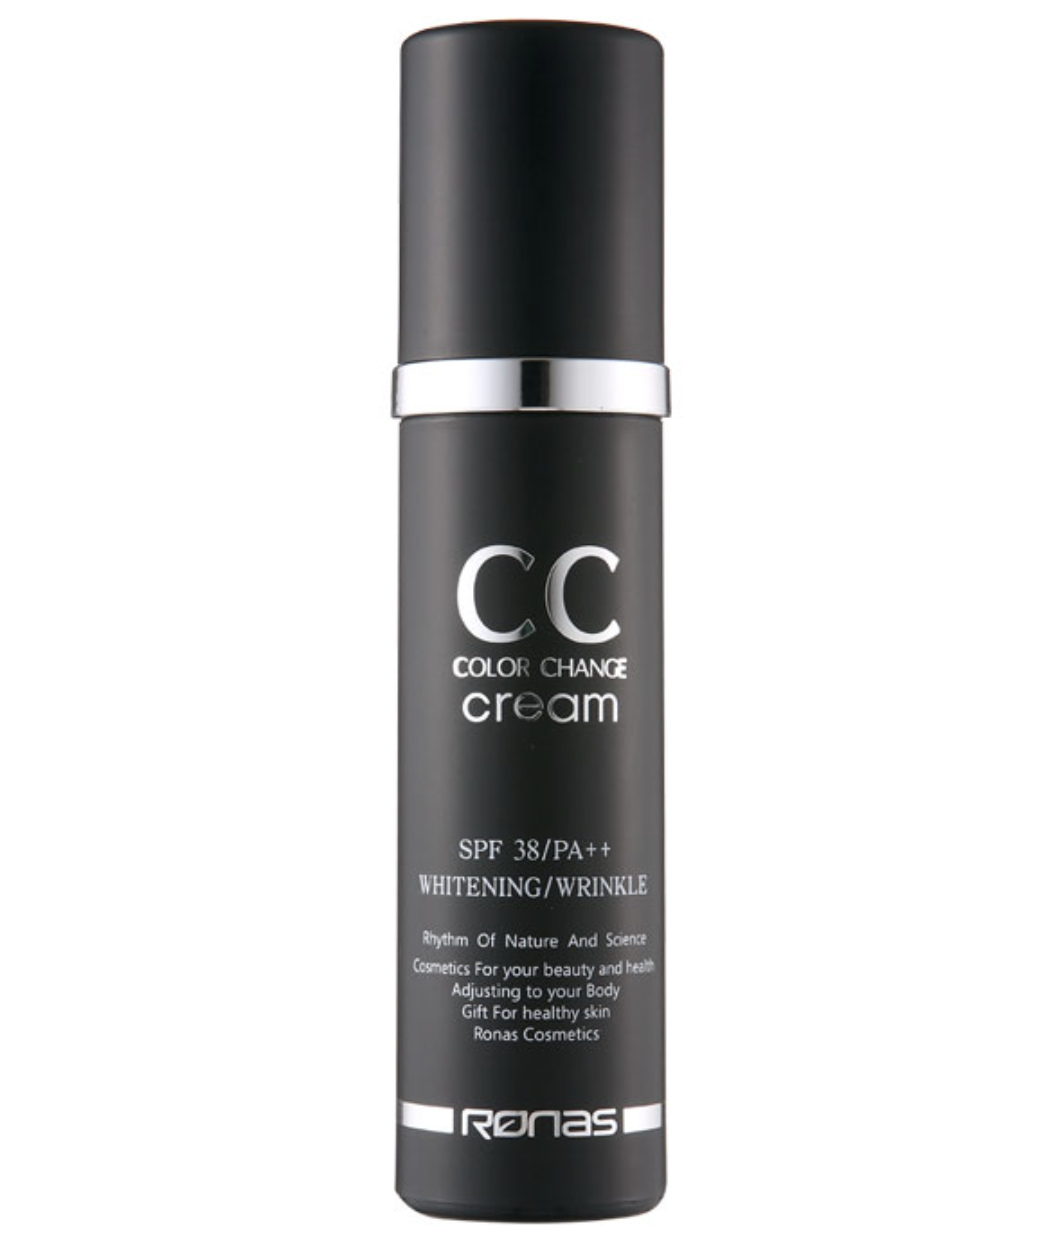 CC
COLOR CHANGE
cream
SPF 38/PA++
WHITENING/WRINKLE
Rhythm Of Nature And Science
Cosmetics For your beauty and health
Adjusting to your Body
Gift For healthy skin
Ronas Cosmetics
RONAS